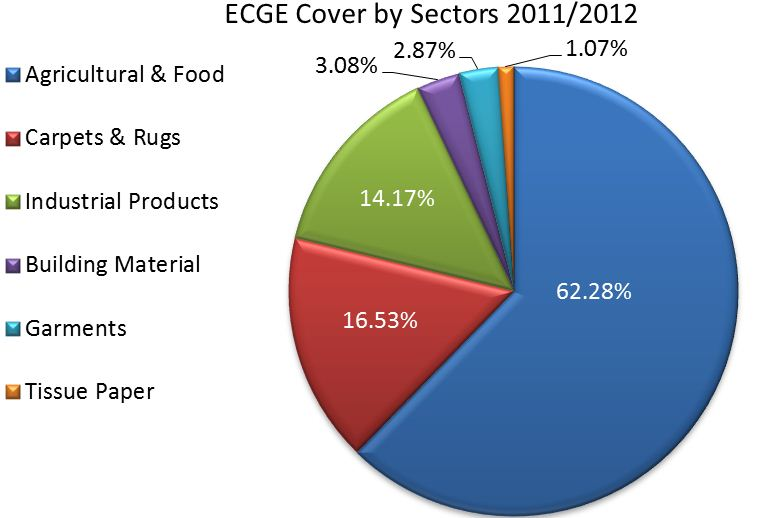 ECGE Cover by Sectors 2011/2012
Agricultural & Food
Carpets & Rugs
Industrial Products
Building Material
Garments
Tissue Paper
3.08%
2.87%
1.07%
14.17%
62.28%
16.53%